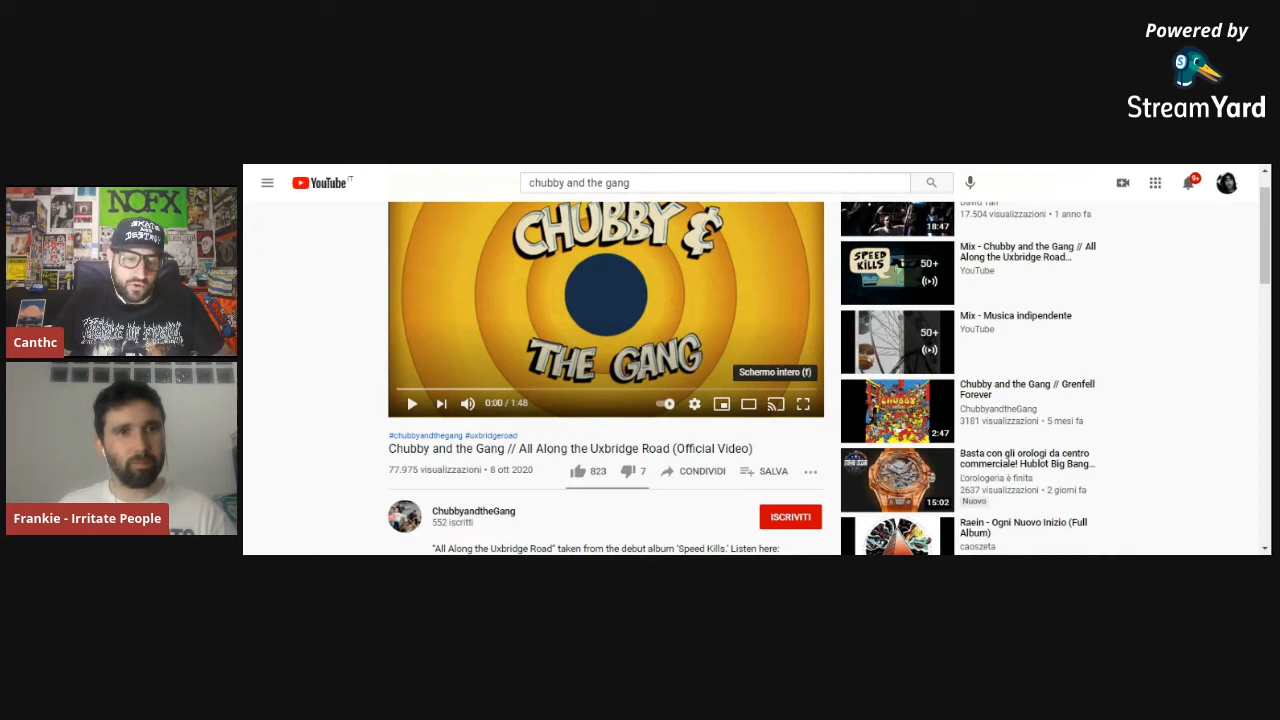 Powered by
StreamYard
NOFX
Canthc
Frankie - Irritate People
YouTube IT
chubby and the gang
9+
CHUBBY &
THE GANG
Schermo intero (f)
0:00 / 1:48
#chubbyandthegang #uxbridgeroad
Chubby and the Gang // All Along the Uxbridge Road (Official Video)
77.975 visualizzazioni • 8 ott 2020
823
7
CONDIVIDI
SALVA
ChubbyandtheGang
552 iscritti
ISCRIVITI
"All Along the Uxbridge Road" taken from the debut album 'Speed Kills.' Listen here:
17.504 visualizzazioni • 1 anno fa
18:47
SPEED
KILLS
50+
Mix - Chubby and the Gang // All
Along the Uxbridge Road...
YouTube
50+
Mix - Musica indipendente
YouTube
CHUBBY
2:47
Chubby and the Gang // Grenfell
Forever
ChubbyandtheGang
3181 visualizzazioni • 5 mesi fa
15:02
Basta con gli orologi da centro
commerciale! Hublot Big Bang...
L'orologeria è finita
2637 visualizzazioni • 2 giorni fa
Nuovo
Raein - Ogni Nuovo Inizio (Full
Album)
caoszeta